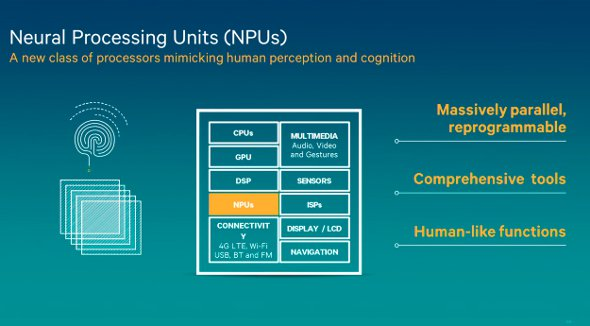 Neural Processing Units (NPUs)
A new class of processors mimicking human perception and cognition
CPUs
GPU
DSP
NPUs
CONNECTIVIT
Y
4G LTE, Wi-Fi
USB, BT and FM
MULTIMEDIA
Audio, Video
and Gestures
SENSORS
ISPs
DISPLAY / LCD
NAVIGATION
Massively parallel,
reprogrammable
Comprehensive tools
Human-like functions